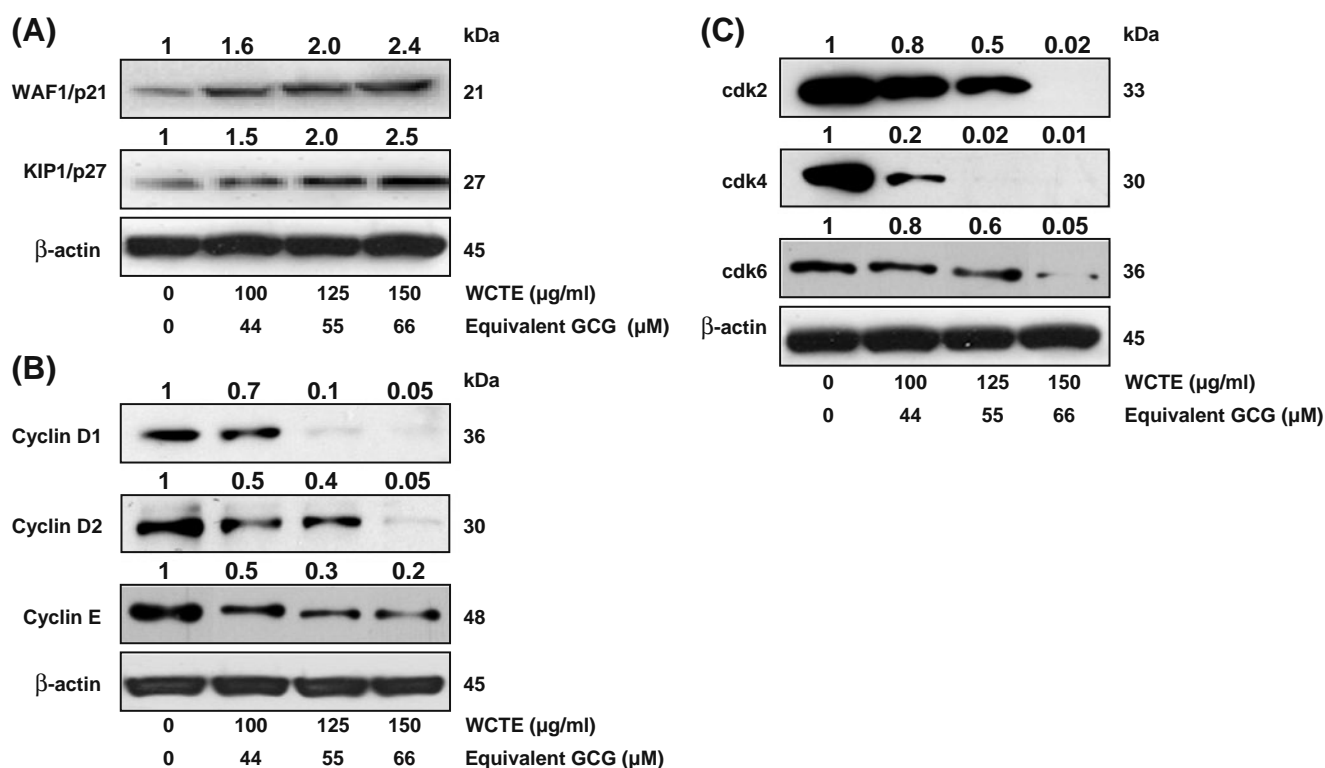 (A)
1 1.6 2.0 2.4 kDa
WAF1/p21 21
1 1.5 2.0 2.5
KIP1/p27 27
β-actin 45
0 100 125 150 WCTE (µg/ml)
0 44 55 66 Equivalent GCG (µM)
(B)
1 0.7 0.1 0.05 kDa
Cyclin D1 36
1 0.5 0.4 0.05
Cyclin D2 30
1 0.5 0.3 0.2
Cyclin E 48
β-actin 45
0 100 125 150 WCTE (µg/ml)
0 44 55 66 Equivalent GCG (µM)
(C)
1 0.8 0.5 0.02 kDa
cdk2 33
1 0.2 0.02 0.01
cdk4 30
1 0.8 0.6 0.05
cdk6 36
β-actin 45
0 100 125 150 WCTE (µg/ml)
0 44 55 66 Equivalent GCG (µM)